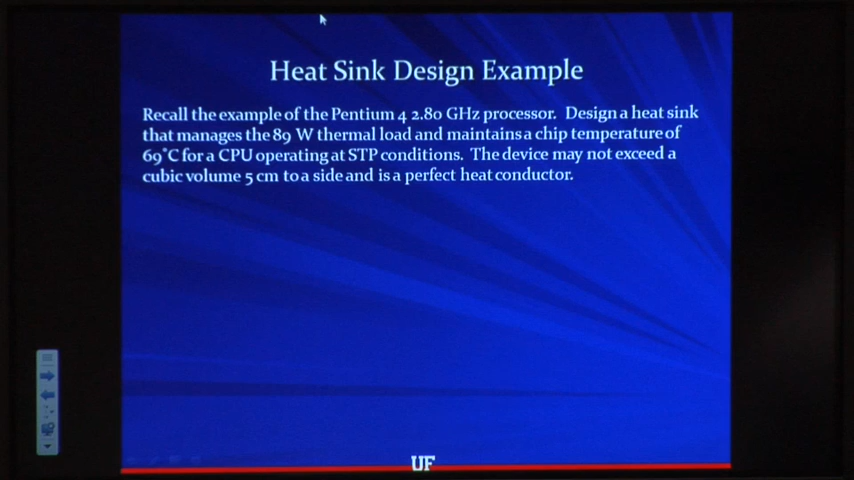 Heat Sink Design Example
Recall the example of the Pentium 4 2.80 GHz processor. Design a heat sink
that manages the 89 W thermal load and maintains a chip temperature of
69°C for a CPU operating at STP conditions. The device may not exceed a
cubic volume 5 cm to a side and is a perfect heat conductor.
UF